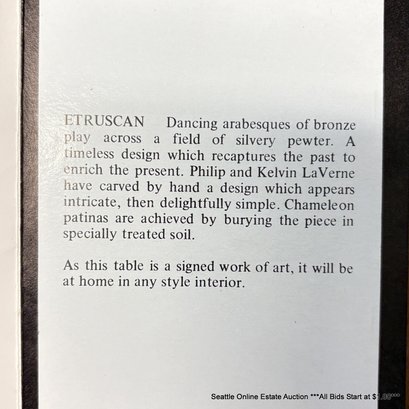 ETRUSCAN Dancing arabesques of bronze
play across a field of silvery pewter. A
timeless design which recaptures the past to
enrich the present. Philip and Kelvin LaVerne
have carved by hand a design which appears
intricate, then delightfully simple. Chameleon
patinas are achieved by burying the piece in
specially treated soil.
As this table is a signed work of art, it will be
at home in any style interior.
Seattle Online Estate Auction ***All Bids Start at $1.00***